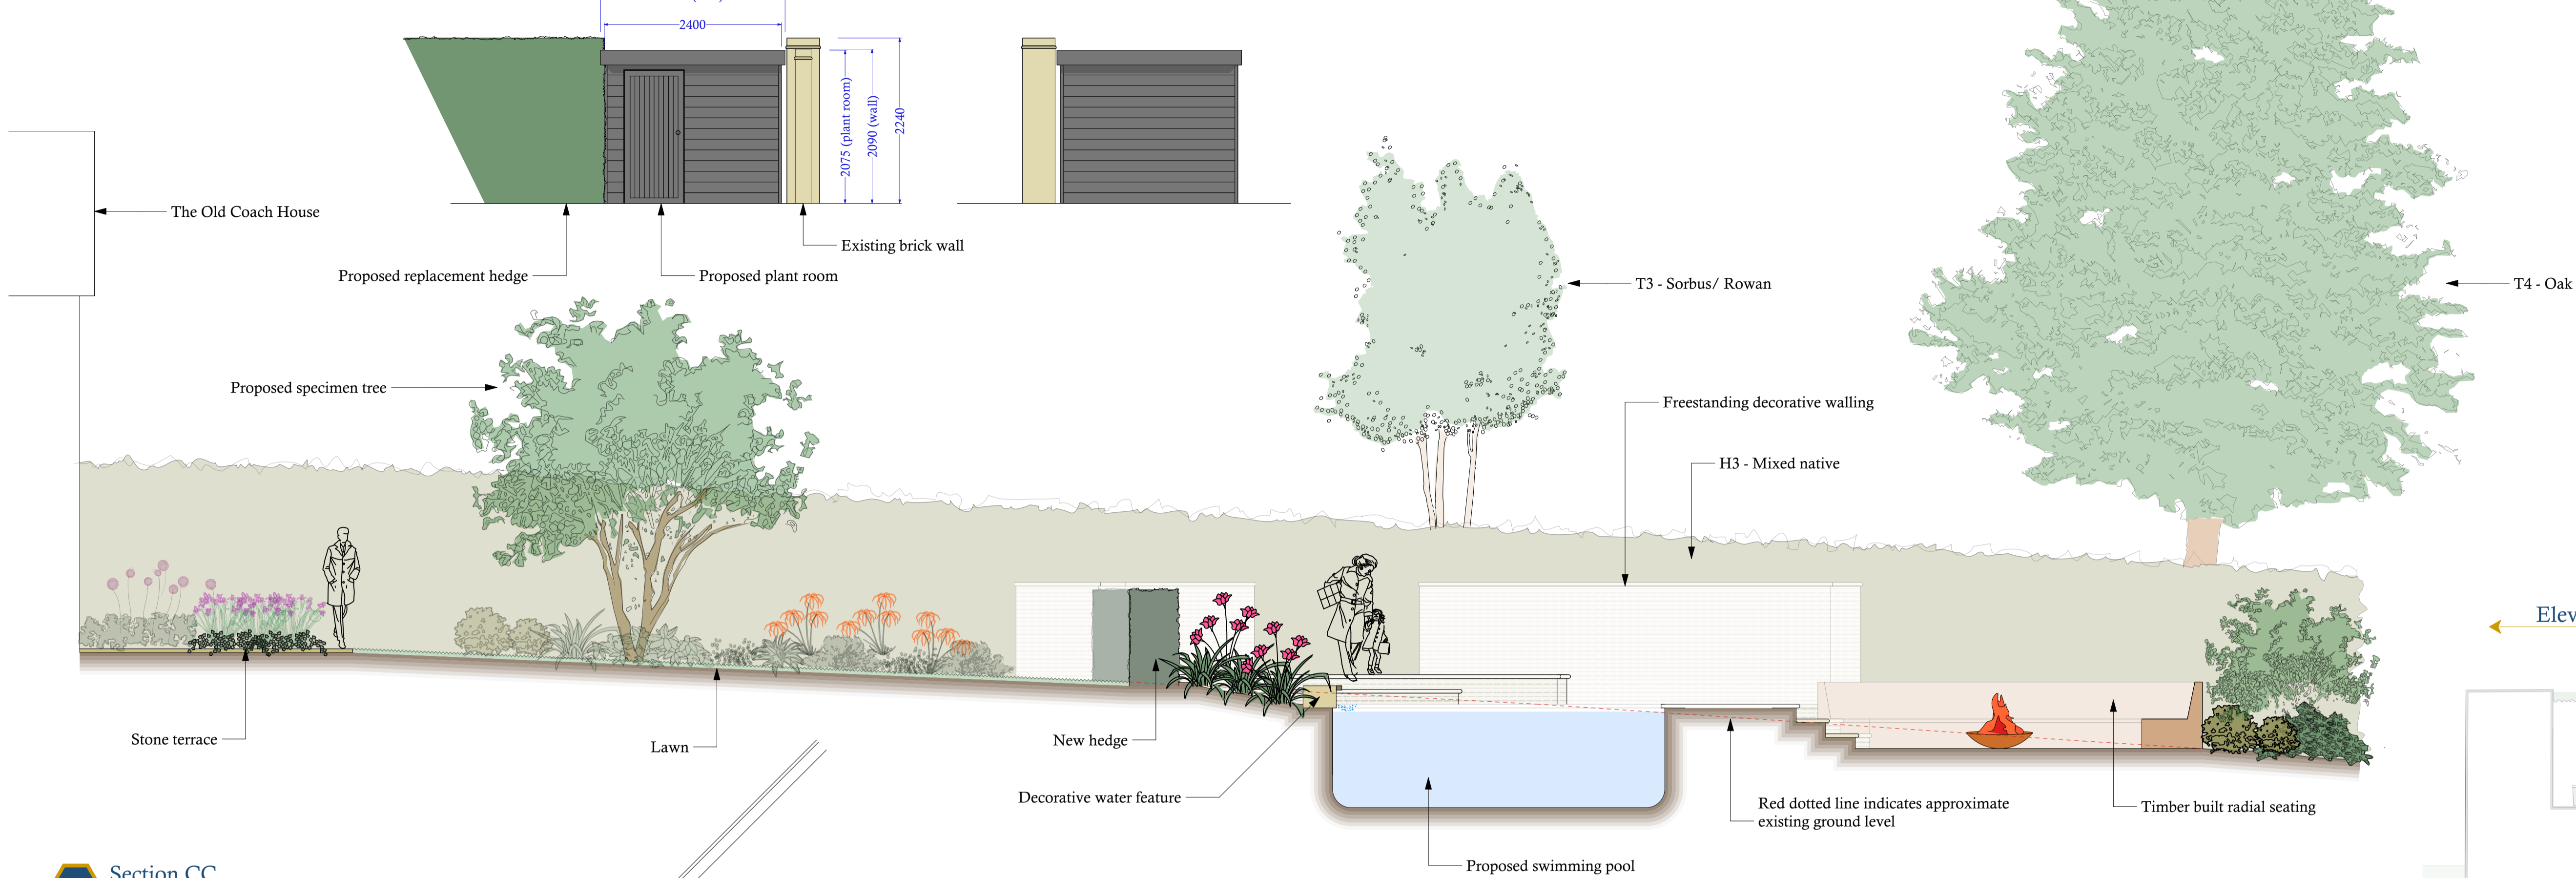 2400
2075 (plant room)
2090 (wall)
2240
The Old Coach House
Existing brick wall
Proposed replacement hedge
Proposed plant room
T3 - Sorbus/ Rowan
T4 - Oak
Proposed specimen tree
Freestanding decorative walling
H3 - Mixed native
Elev
Stone terrace
Lawn
New hedge
Decorative water feature
Red dotted line indicates approximate
existing ground level
Timber built radial seating
Proposed swimming pool
Section CC